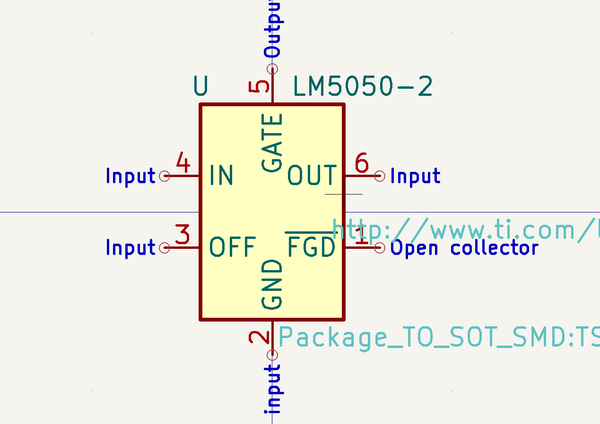 Output
5
U
LM5050-2
GATE
Input
4
IN
OUT
6
Input
http://www.ti.com/
Input
3
OFF
FGD
1
Open collector
GND
2
Package_TO_SOT_SMD:TS
input